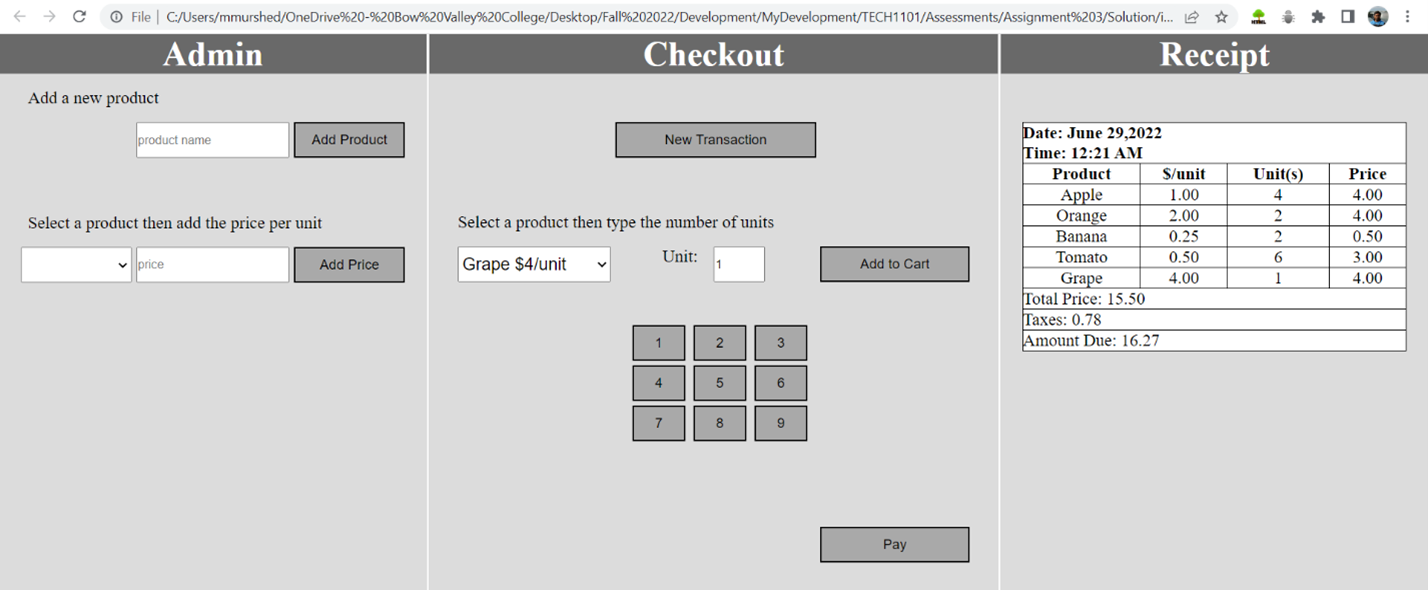 File | C:/Users/mmurshed/OneDrive%20-%20Bow%20Valley%20College/Desktop/Fall%202022/Development/MyDevelopment/TECH1101/Assessments/Assignment%203/Solution/i...
Admin
Add a new product
product name Add Product
Select a product then add the price per unit
price Add Price
Checkout
New Transaction
Select a product then type the number of units
Grape $4/unit Unit: 1 Add to Cart
1 2 3
4 5 6
7 8 9
Pay
Receipt
Date: June 29,2022
Time: 12:21 AM
Product $/unit Unit(s) Price
Apple 1.00 4 4.00
Orange 2.00 2 4.00
Banana 0.25 2 0.50
Tomato 0.50 6 3.00
Grape 4.00 1 4.00
Total Price: 15.50
Taxes: 0.78
Amount Due: 16.27